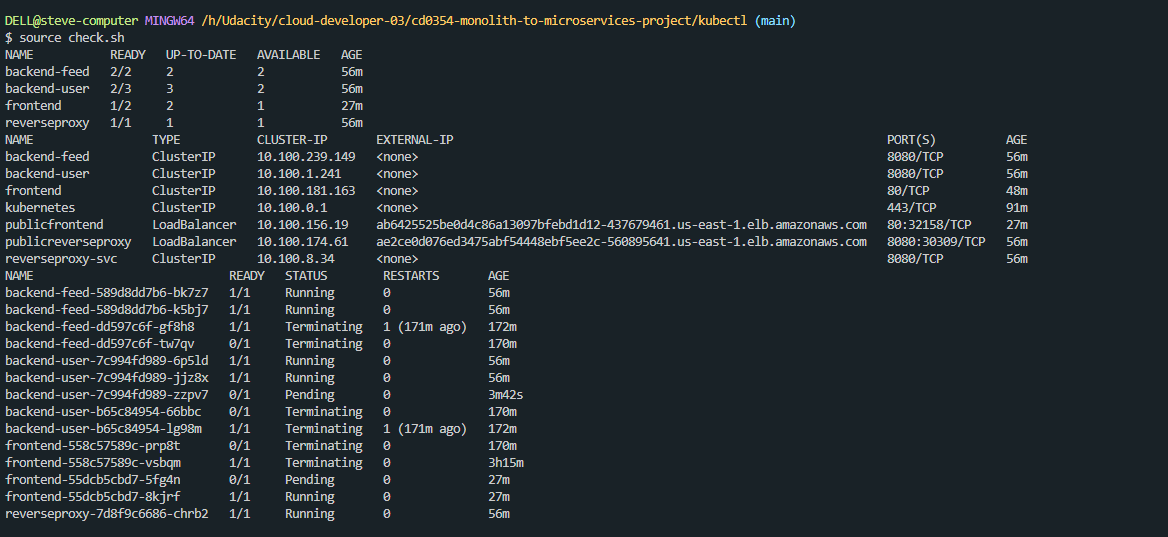 DELL@steve-computer MINGW64 /h/Udacity/cloud-developer-03/cd0354-monolith-to-microservices-project/kubectl (main)
$ source check.sh
NAME READY UP-TO-DATE AVAILABLE AGE
backend-feed 2/2 2 2 56m
backend-user 2/3 3 2 56m
frontend 1/2 2 1 27m
reverseproxy 1/1 1 1 56m
NAME TYPE CLUSTER-IP EXTERNAL-IP PORT(S) AGE
backend-feed ClusterIP 10.100.239.149 <none> 8080/TCP 56m
backend-user ClusterIP 10.100.1.241 <none> 8080/TCP 56m
frontend ClusterIP 10.100.181.163 <none> 80/TCP 48m
kubernetes ClusterIP 10.100.0.1 <none> 443/TCP 91m
publicfrontend LoadBalancer 10.100.156.19 ab6425525be0d4c86a13097bfebd1d12-437679461.us-east-1.elb.amazonaws.com 80:32158/TCP 27m
publicreverseproxy LoadBalancer 10.100.174.61 ae2ce0d076ed3475abf54448ebf5ee2c-560895641.us-east-1.elb.amazonaws.com 8080:30309/TCP 56m
reverseproxy-svc ClusterIP 10.100.8.34 <none> 8080/TCP 56m
NAME READY STATUS RESTARTS AGE
backend-feed-589d8dd7b6-bk7z7 1/1 Running 0 56m
backend-feed-589d8dd7b6-k5bj7 1/1 Running 0 56m
backend-feed-dd597c6f-gf8h8 1/1 Terminating 1 (171m ago) 172m
backend-feed-dd597c6f-tw7qv 0/1 Terminating 0 170m
backend-user-7c994fd989-6p5ld 1/1 Running 0 56m
backend-user-7c994fd989-jjz8x 1/1 Running 0 56m
backend-user-7c994fd989-zzpv7 0/1 Pending 0 3m42s
backend-user-b65c84954-66bbc 0/1 Terminating 0 170m
backend-user-b65c84954-lg98m 1/1 Terminating 1 (171m ago) 172m
frontend-558c57589c-prp8t 0/1 Terminating 0 170m
frontend-558c57589c-vsbqm 1/1 Terminating 0 3h15m
frontend-55dcb5cbd7-5fg4n 0/1 Pending 0 27m
frontend-55dcb5cbd7-8kjrf 1/1 Running 0 27m
reverseproxy-7d8f9c6686-chrb2 1/1 Running 0 56m